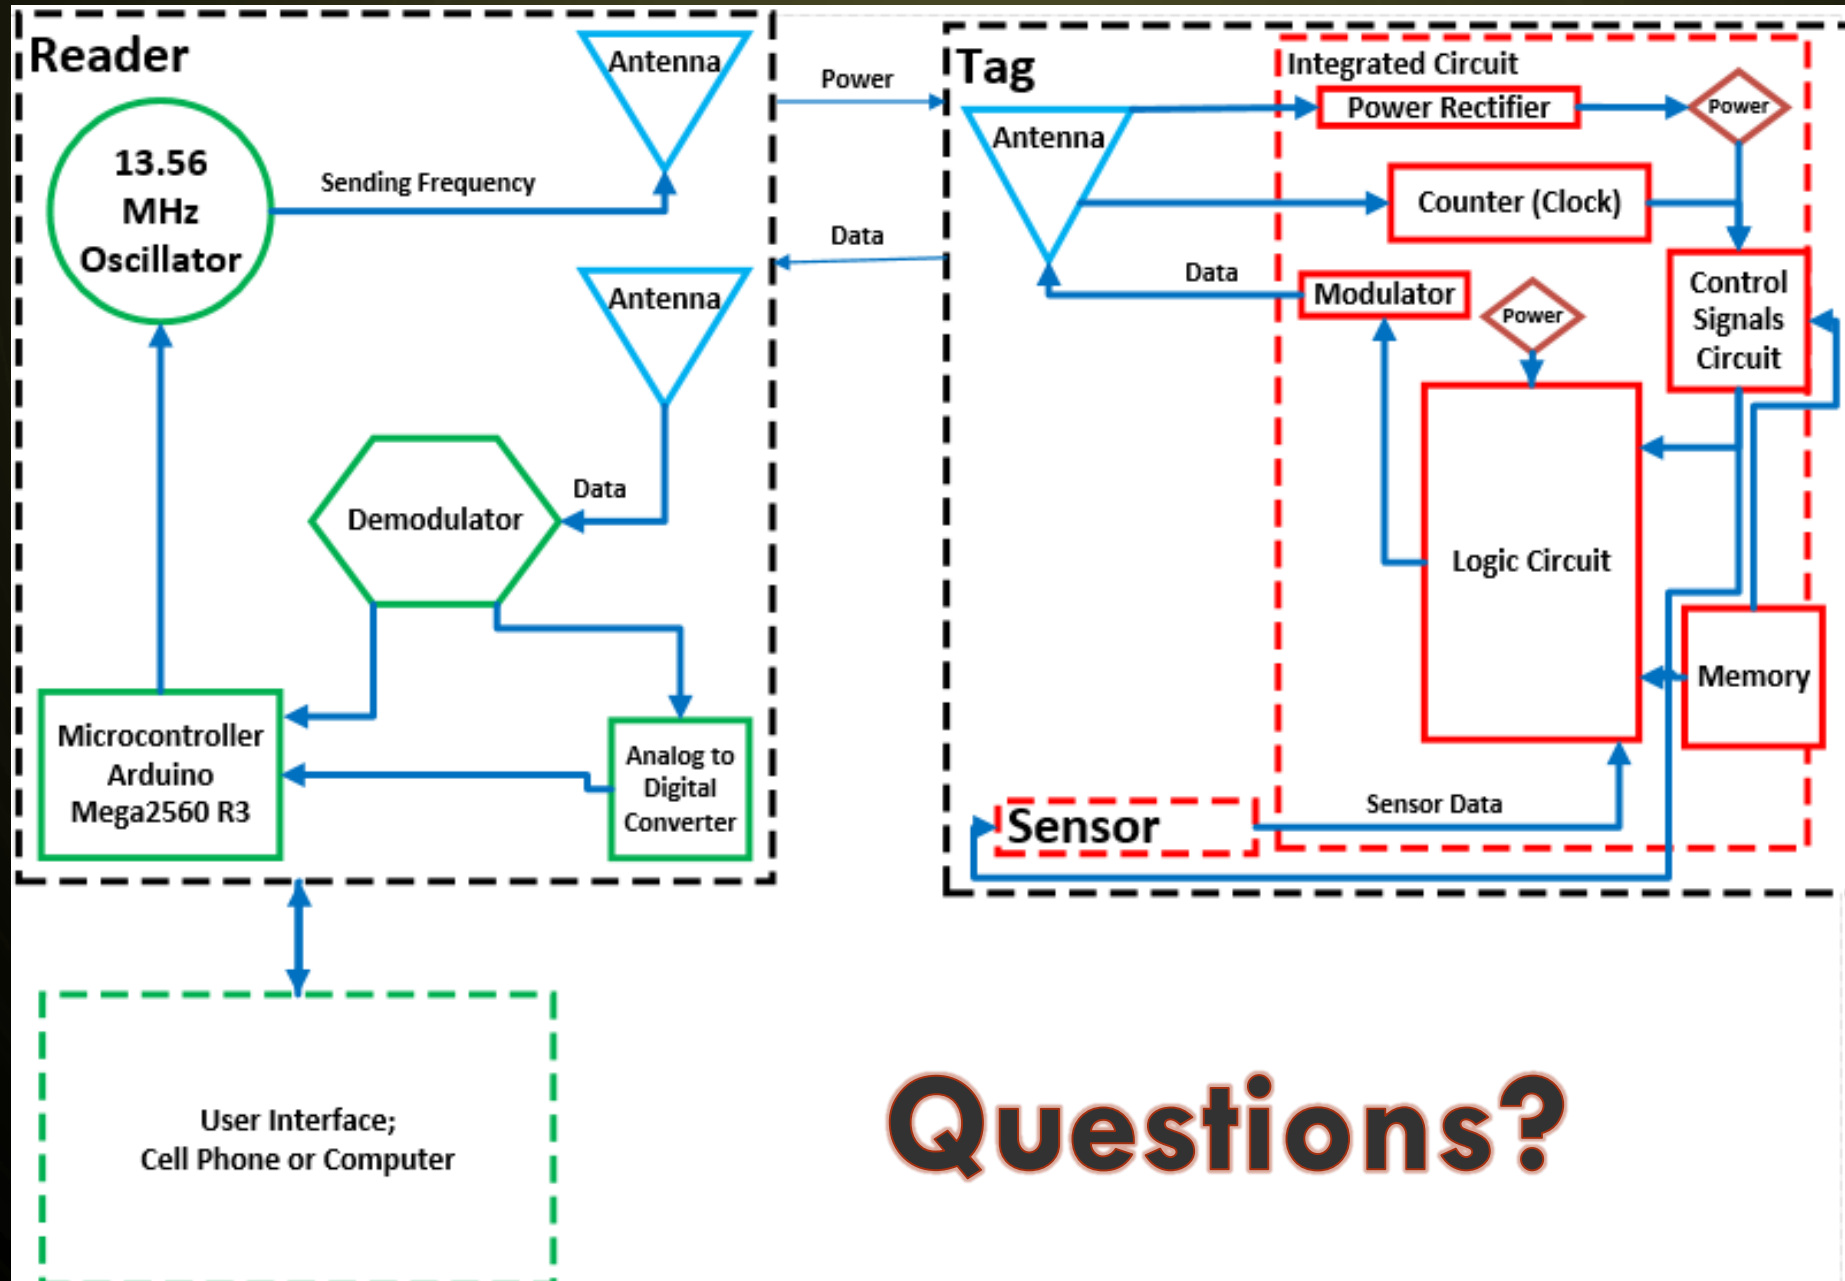 Reader
Antenna
13.56
MHz
Oscillator
Sending Frequency
Antenna
Data
Demodulator
Microcontroller
Arduino
Mega2560 R3
Analog to
Digital
Converter
User Interface;
Cell Phone or Computer
Power
Data
Tag
Antenna
Integrated Circuit
Power Rectifier
Power
Counter (Clock)
Data
Modulator
Power
Control
Signals
Circuit
Logic Circuit
Memory
Sensor
Sensor Data
Questions?